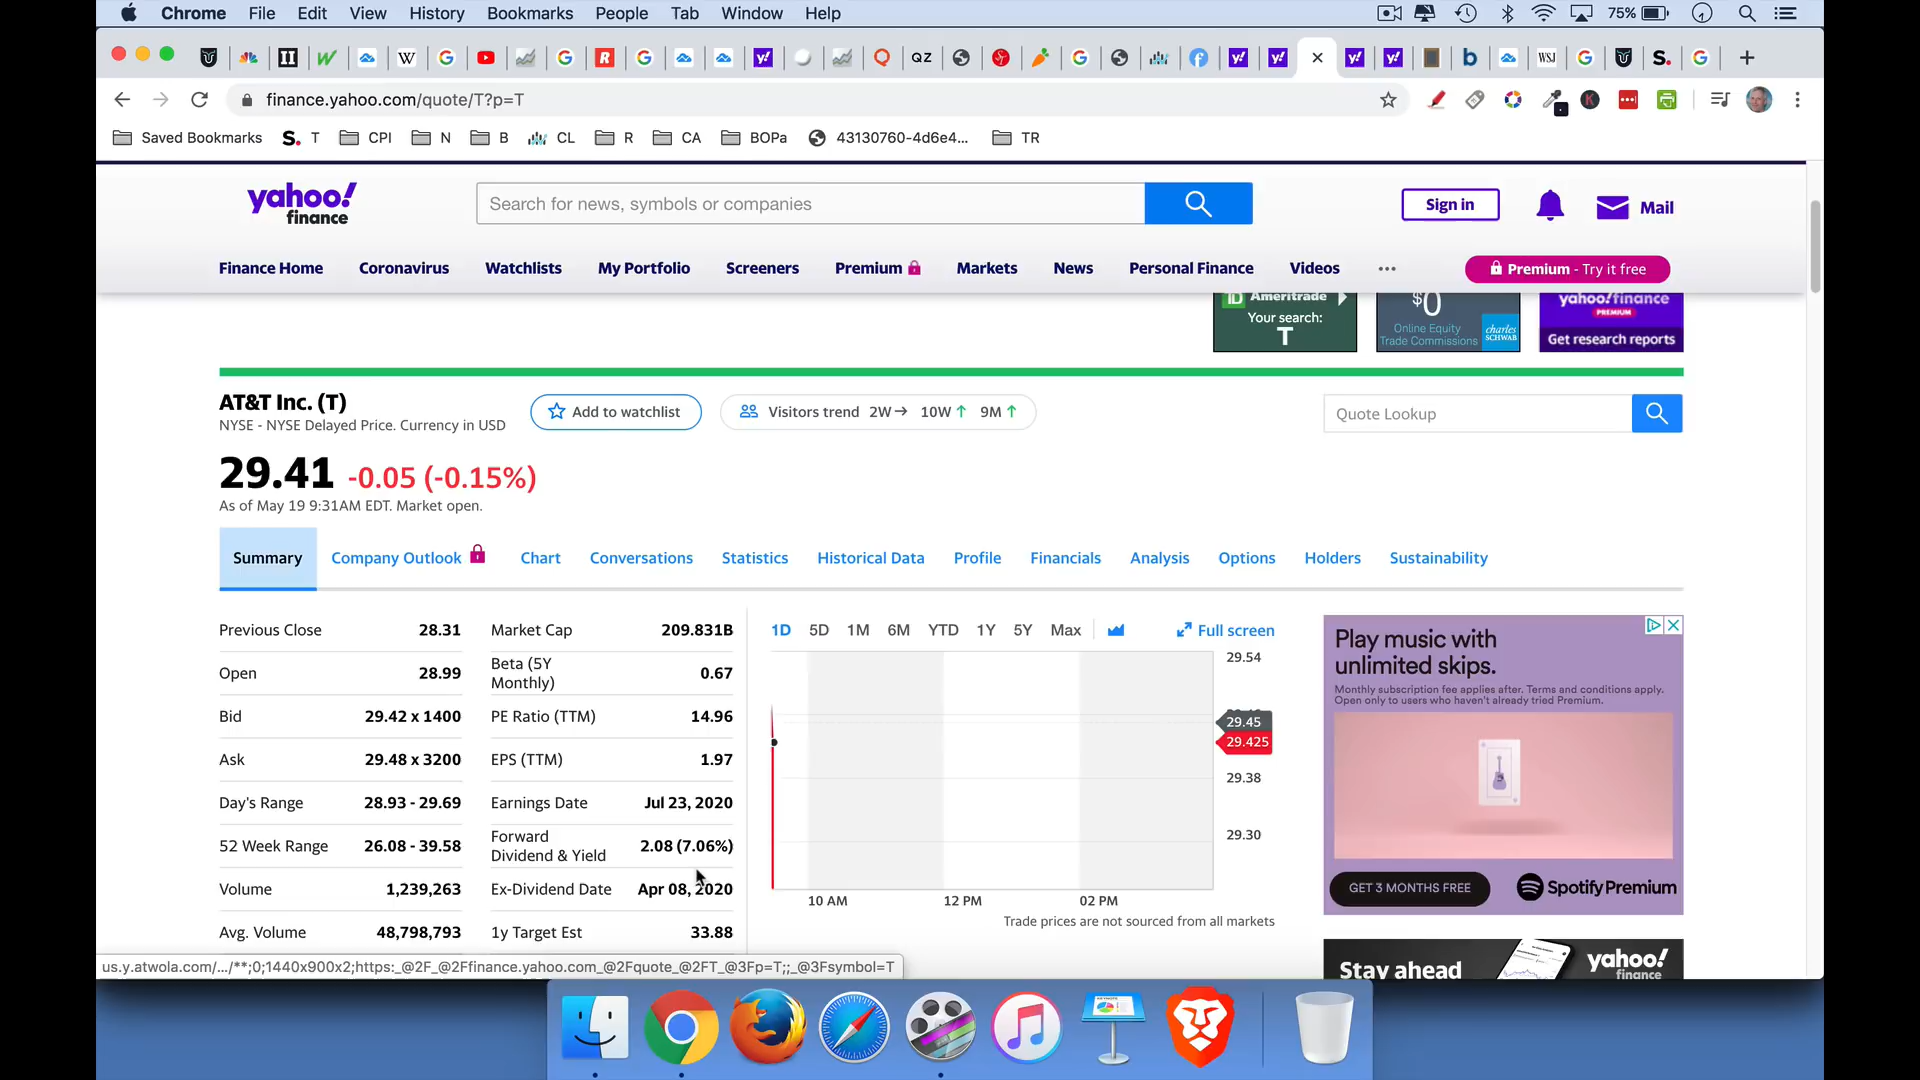 Chrome File Edit View History Bookmarks People Tab Window Help 75%
finance.yahoo.com/quote/T?p=T
Saved Bookmarks S. T CPI N B CL R CA BOPa 43130760-4d6e4... TR
yahoo!
finance
Search for news, symbols or companies
Sign in
Mail
Finance Home Coronavirus Watchlists My Portfolio Screeners Premium Markets News Personal Finance Videos ••• Premium - Try it free
Ameritrade
Your search:
T
$0
Online Equity
Trade Commissions
charles
SCHWAB
yahoo!finance
PREMIUM
Get research reports
AT&T Inc. (T)
NYSE - NYSE Delayed Price. Currency in USD
Add to watchlist
Visitors trend 2W→ 10W↑ 9M↑
Quote Lookup
29.41 -0.05 (-0.15%)
As of May 19 9:31AM EDT. Market open.
Summary Company Outlook Chart Conversations Statistics Historical Data Profile Financials Analysis Options Holders Sustainability
Previous Close 28.31
Open 28.99
Bid 29.42 x 1400
Ask 29.48 x 3200
Day's Range 28.93 - 29.69
52 Week Range 26.08 - 39.58
Volume 1,239,263
Avg. Volume 48,798,793
Market Cap 209.831B
Beta (5Y
Monthly) 0.67
PE Ratio (TTM) 14.96
EPS (TTM) 1.97
Earnings Date Jul 23, 2020
Forward
Dividend & Yield 2.08 (7.06%)
Ex-Dividend Date Apr 08, 2020
1y Target Est 33.88
1D 5D 1M 6M YTD 1Y 5Y Max Full screen
29.54
29.45
29.425
29.38
29.30
10 AM 12 PM 02 PM
Trade prices are not sourced from all markets
Play music with
unlimited skips.
Monthly subscription fee applies after. Terms and conditions apply.
Open only to users who haven't already tried Premium.
GET 3 MONTHS FREE
Spotify Premium
Stay ahead
yahoo!
finance
us.y.atwola.com/.../**;0;1440x900x2;https:_@2F_@2Ffinance.yahoo.com_@2Fquote_@2FT_@3Fp=T;;_@3Fsymbol=T